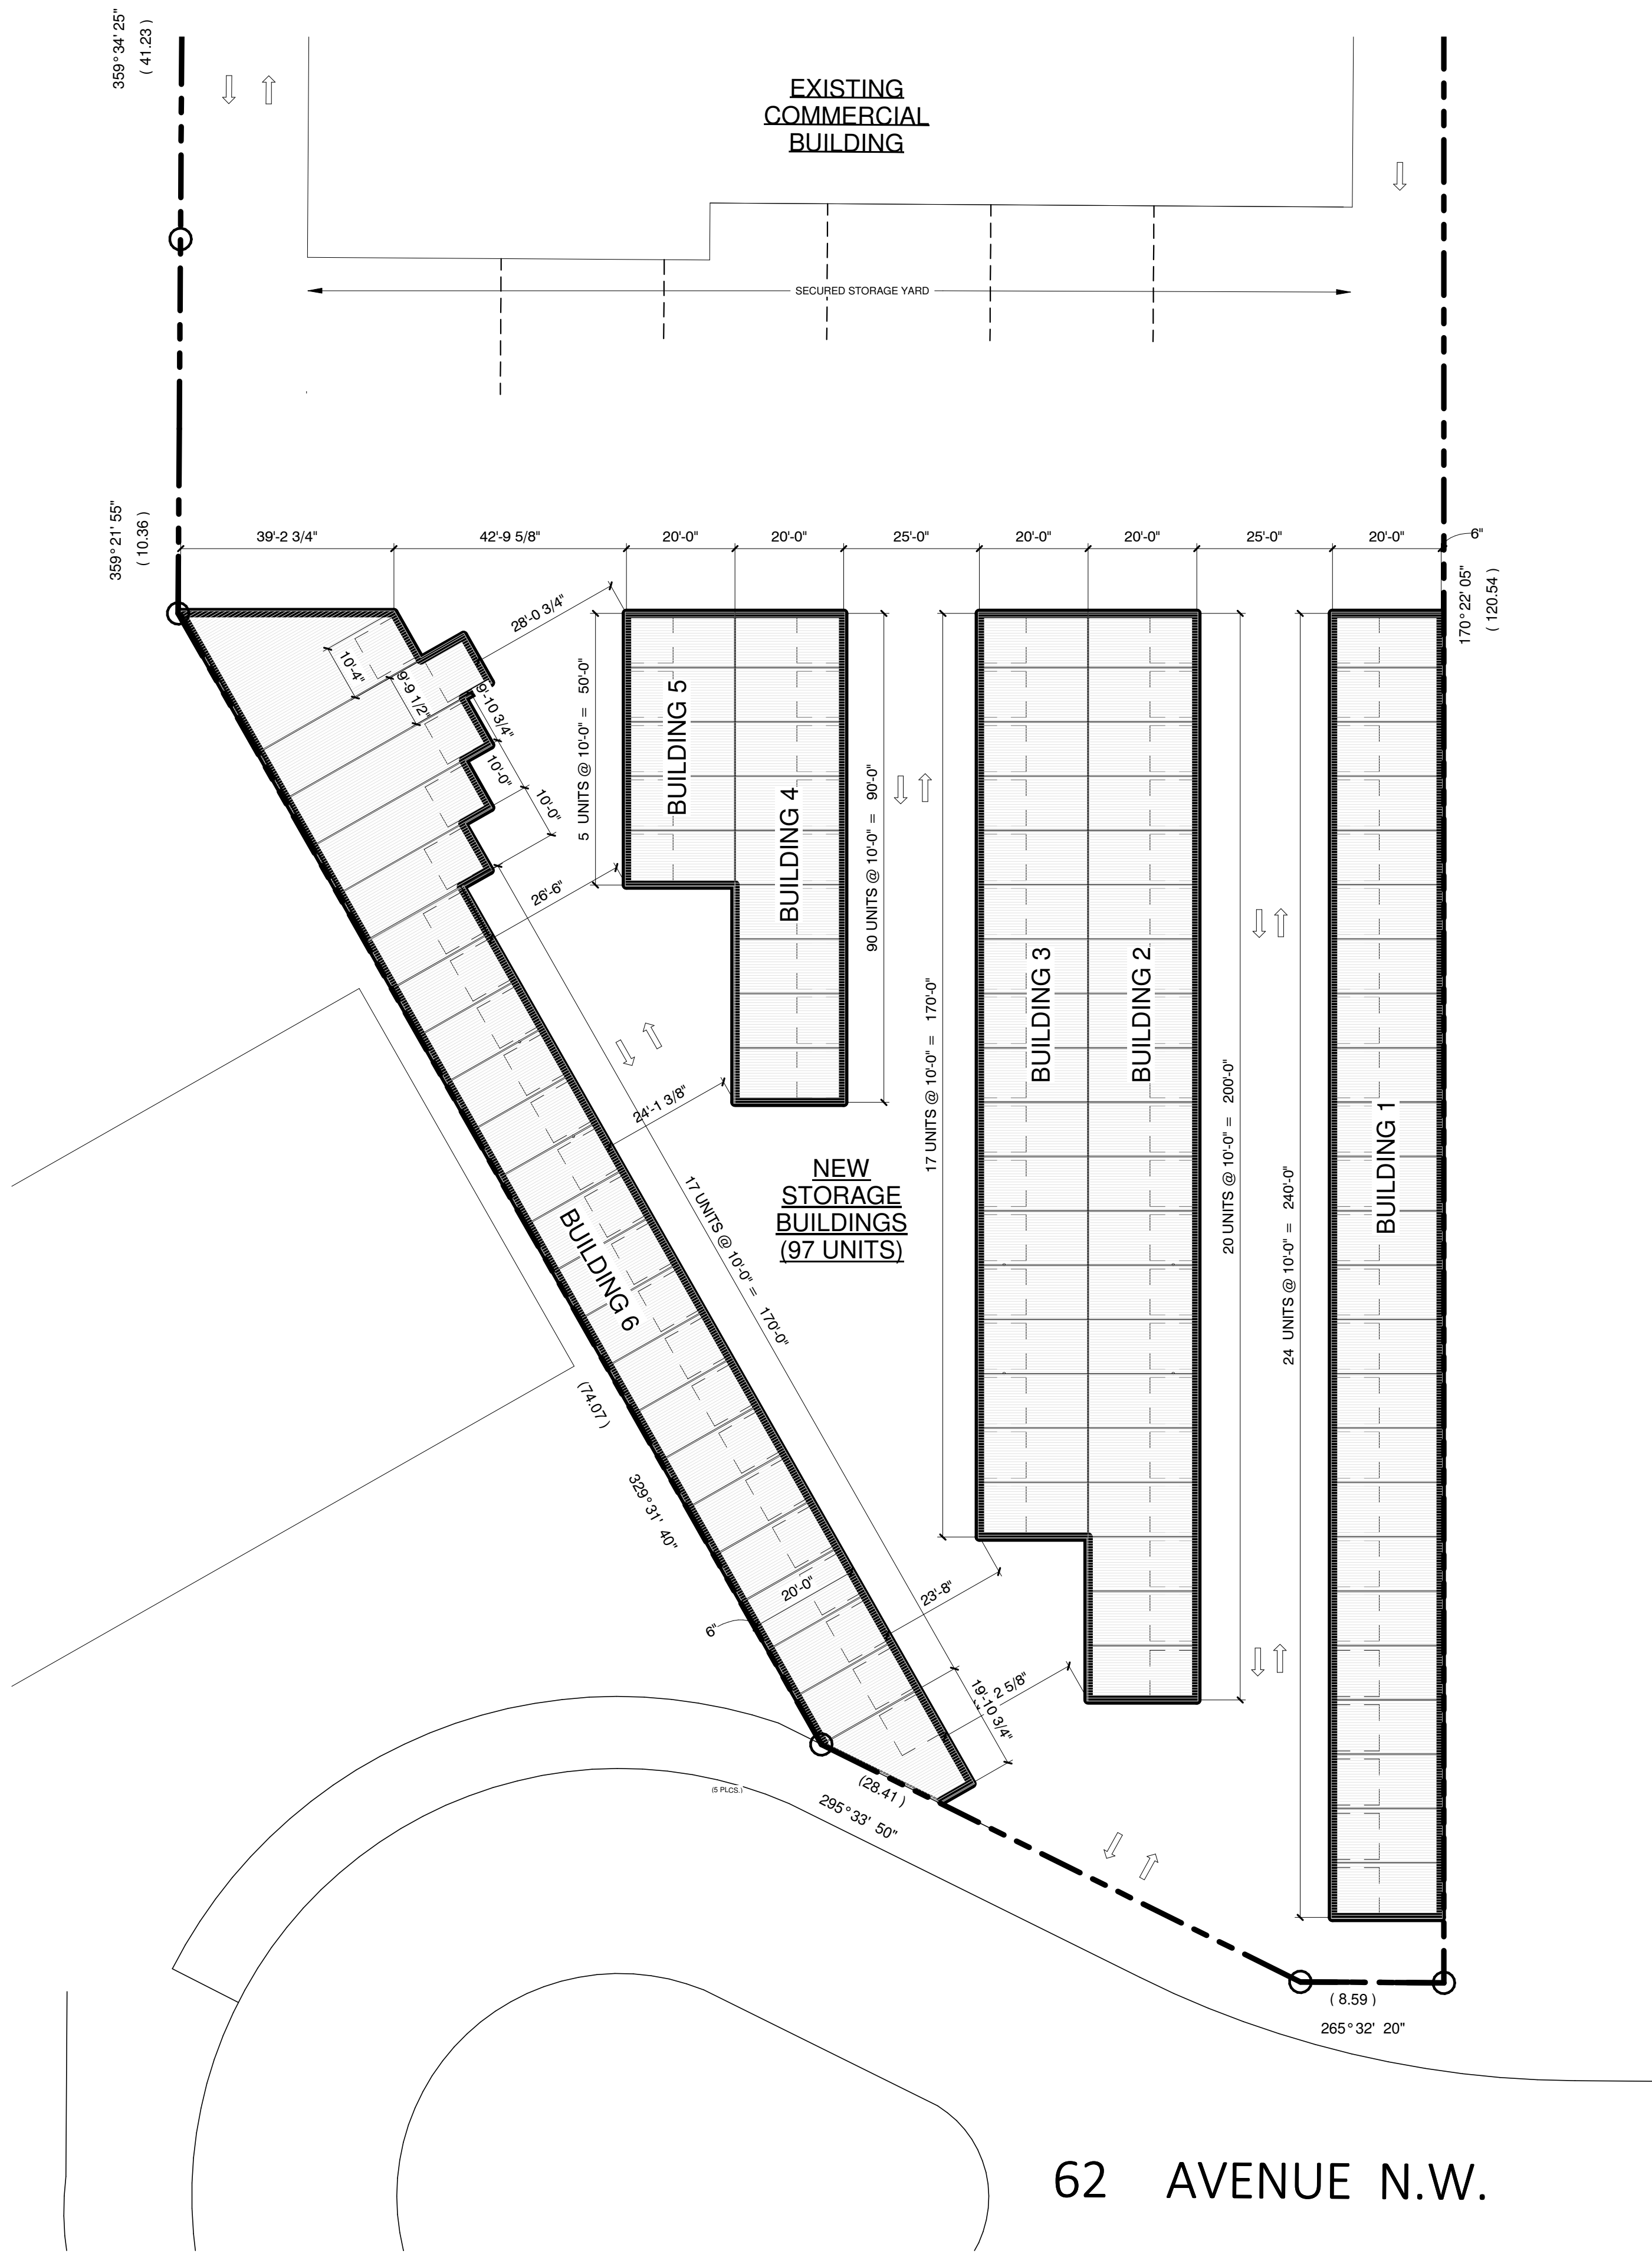 359° 34' 25"
( 41.23 )
EXISTING
COMMERCIAL
BUILDING
SECURED STORAGE YARD
359° 21' 55"
( 10.36 )
39'-2 3/4"
42'-9 5/8"
20'-0"
20'-0"
25'-0"
20'-0"
20'-0"
25'-0"
20'-0"
6"
170° 22' 05"
( 120.54 )
28'-0 3/4"
10'-4"
9'-9 1/2"
9'-10 3/4"
10'-0"
10'-0"
26'-6"
5 UNITS @ 10'-0" = 50'-0"
BUILDING 5
BUILDING 4
90 UNITS @ 10'-0" = 90'-0"
24'-1 3/8"
NEW
STORAGE
BUILDINGS
(97 UNITS)
17 UNITS @ 10'-0" = 170'-0"
BUILDING 3
BUILDING 2
20 UNITS @ 10'-0" = 200'-0"
24 UNITS @ 10'-0" = 240'-0"
BUILDING 1
17 UNITS @ 10'-0" = 170'-0"
BUILDING 6
(74.07 )
329° 31' 40"
20'-0"
6"
23'-8"
2 5/8"
19'-10 3/4"
(5 PLCS.)
(28.41 )
295° 33' 50"
( 8.59 )
265° 32' 20"
62 AVENUE N.W.